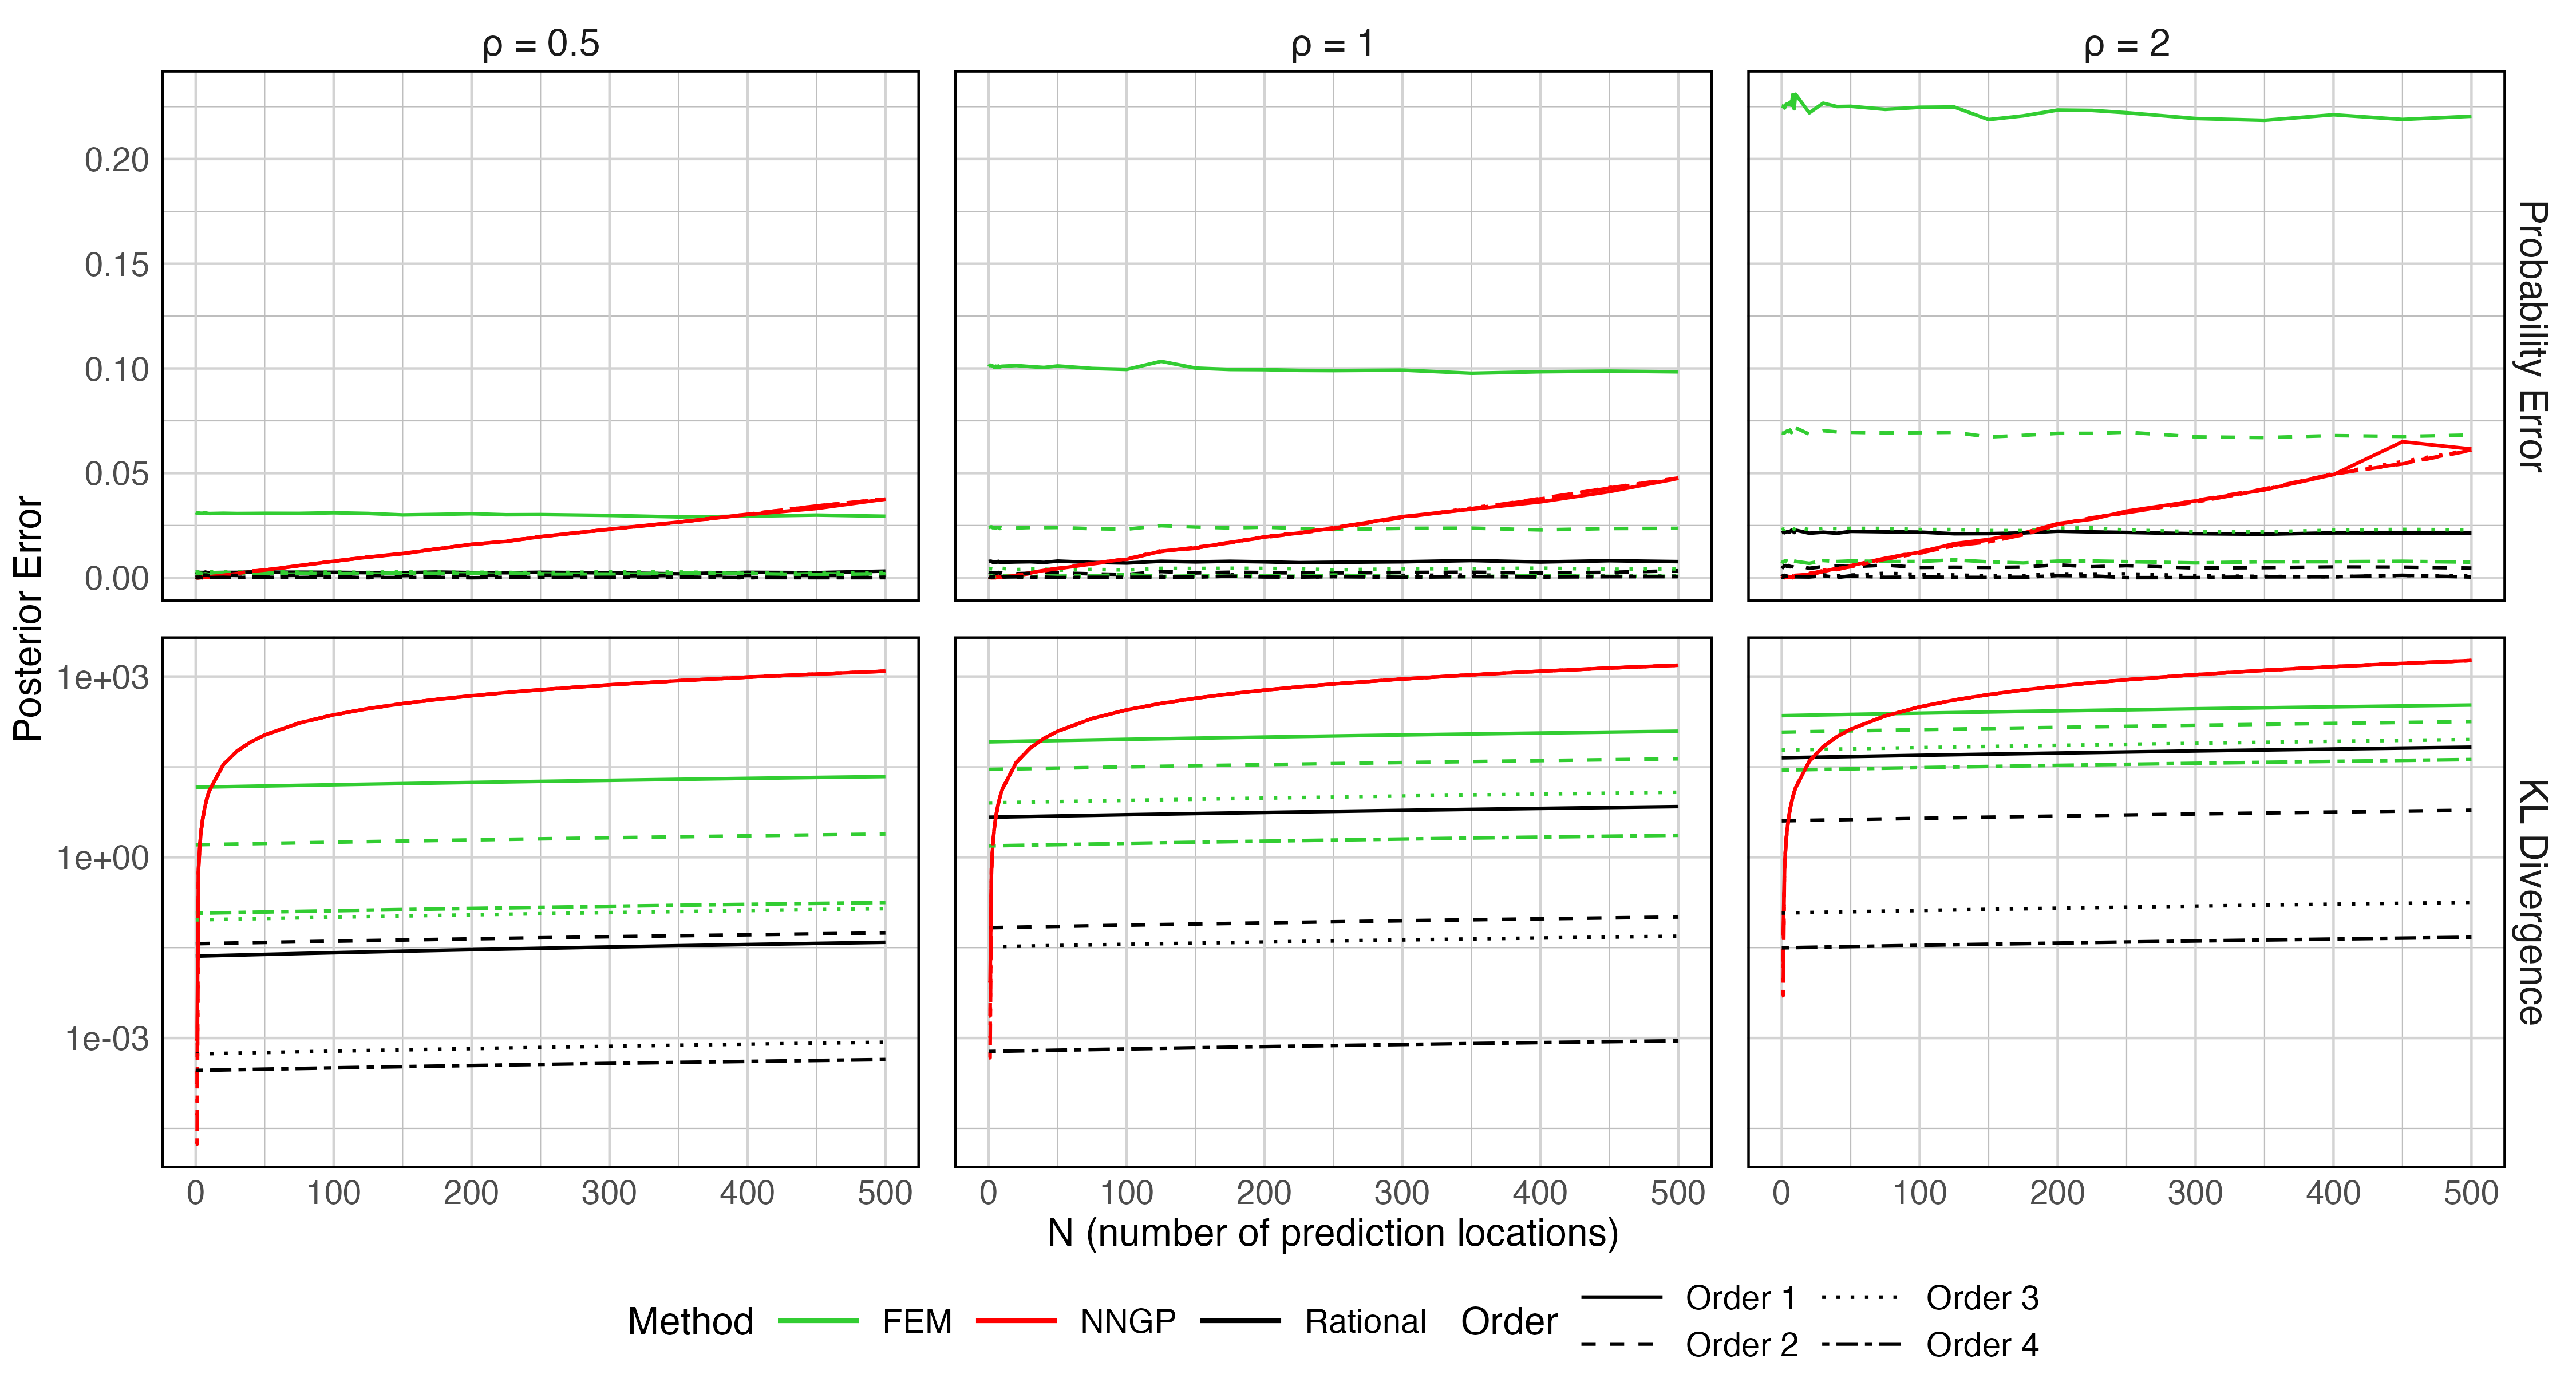 ρ = 0.5 ρ = 1 ρ = 2
0.20
0.15
0.10
0.05
0.00
Probability Error
Posterior Error
1e+03
1e+00
1e-03
KL Divergence
0 100 200 300 400 500 0 100 200 300 400 500 0 100 200 300 400 500
N (number of prediction locations)
Method FEM NNGP Rational Order Order 1 Order 3
Order 2 Order 4